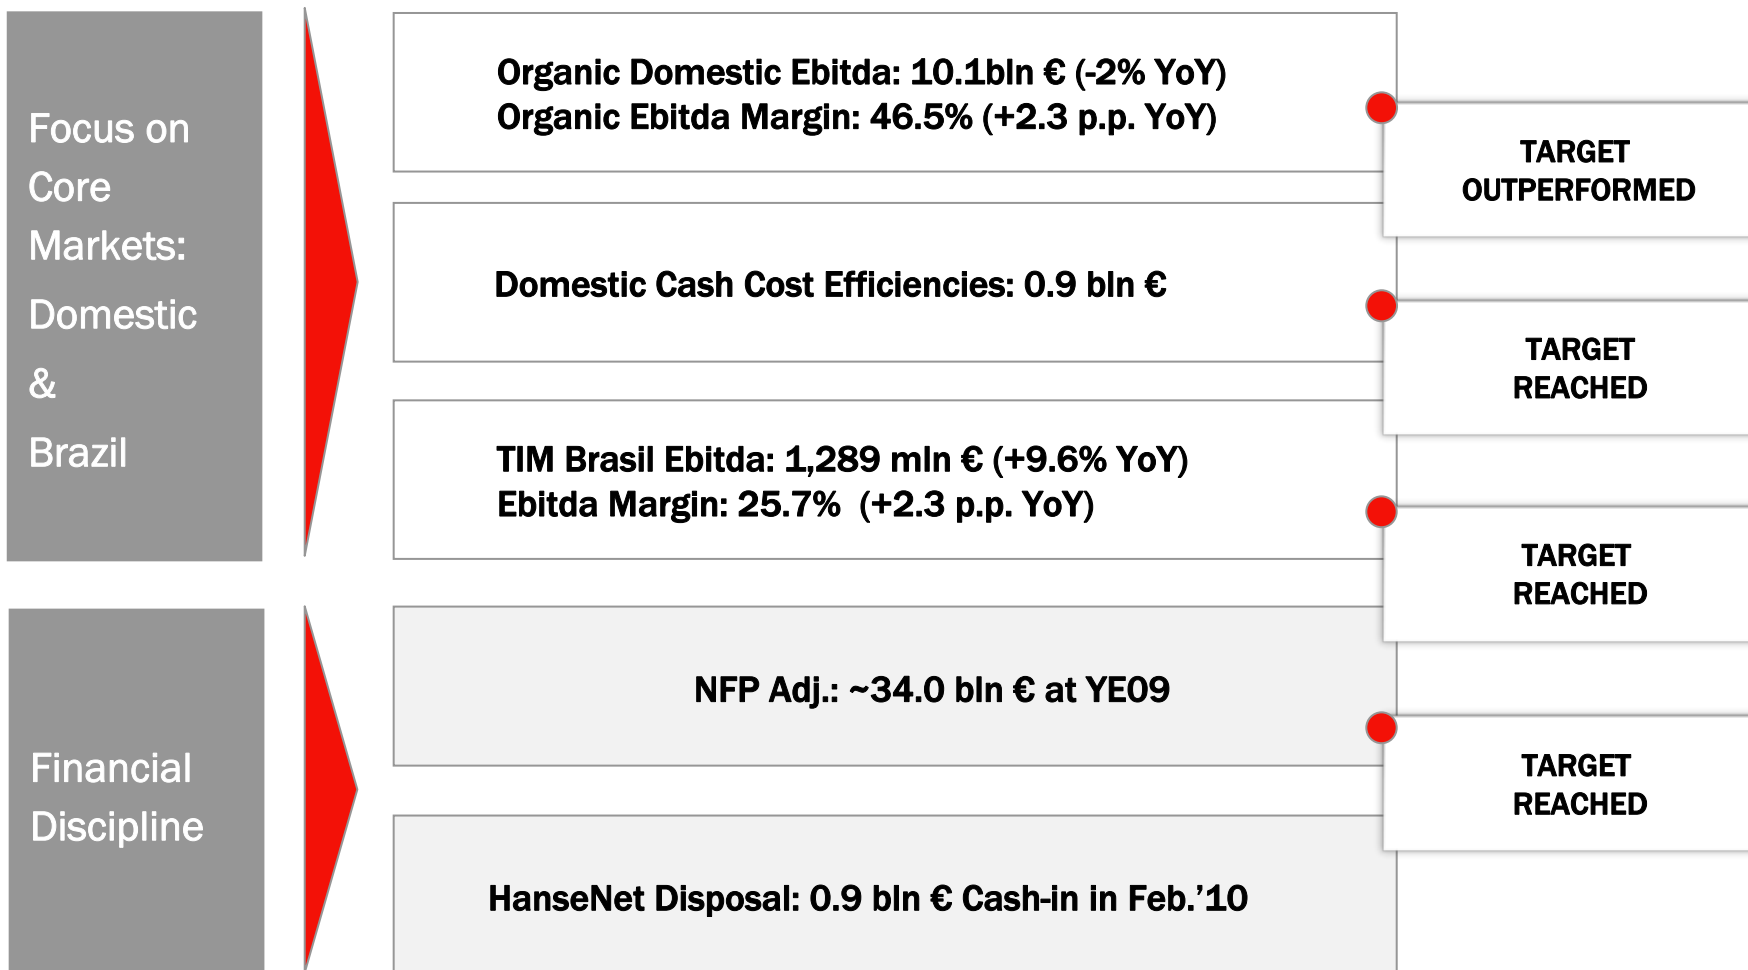 Focus on
Core
Markets:
Domestic
&
Brazil
Organic Domestic Ebitda: 10.1bln € (-2% YoY)
Organic Ebitda Margin: 46.5% (+2.3 p.p. YoY)
TARGET
OUTPERFORMED
Domestic Cash Cost Efficiencies: 0.9 bln €
TARGET
REACHED
TIM Brasil Ebitda: 1,289 mln € (+9.6% YoY)
Ebitda Margin: 25.7%  (+2.3 p.p. YoY)
TARGET
REACHED
Financial
Discipline
NFP Adj.: ~34.0 bln € at YE09
TARGET
REACHED
HanseNet Disposal: 0.9 bln € Cash-in in Feb.’10